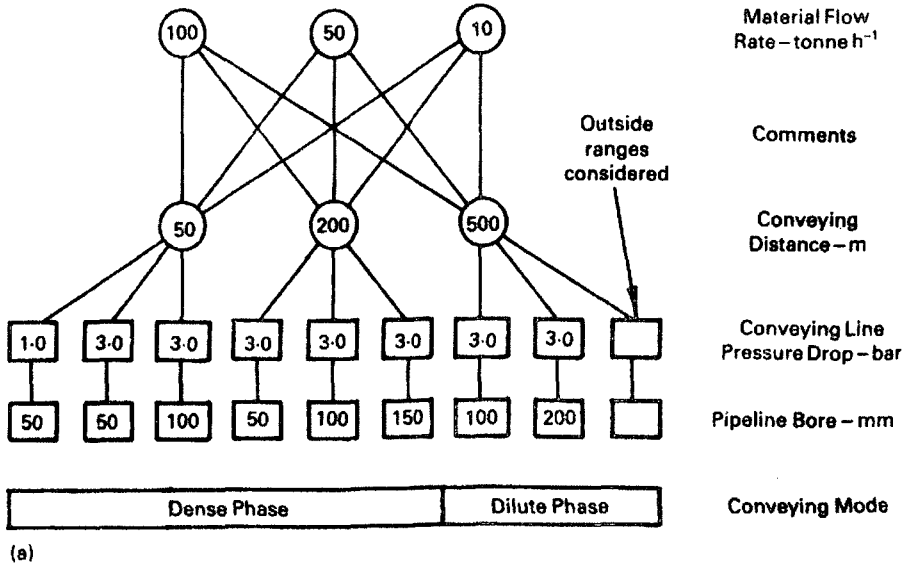 100 50 10 Material Flow
Rate – tonne h⁻¹
Outside
ranges
considered
Comments
50 200 500 Conveying
Distance – m
1·0 3·0 3·0 3·0 3·0 3·0 3·0 3·0 Conveying Line
Pressure Drop – bar
50 50 100 50 100 150 100 200 Pipeline Bore – mm
Dense Phase Dilute Phase Conveying Mode
(a)